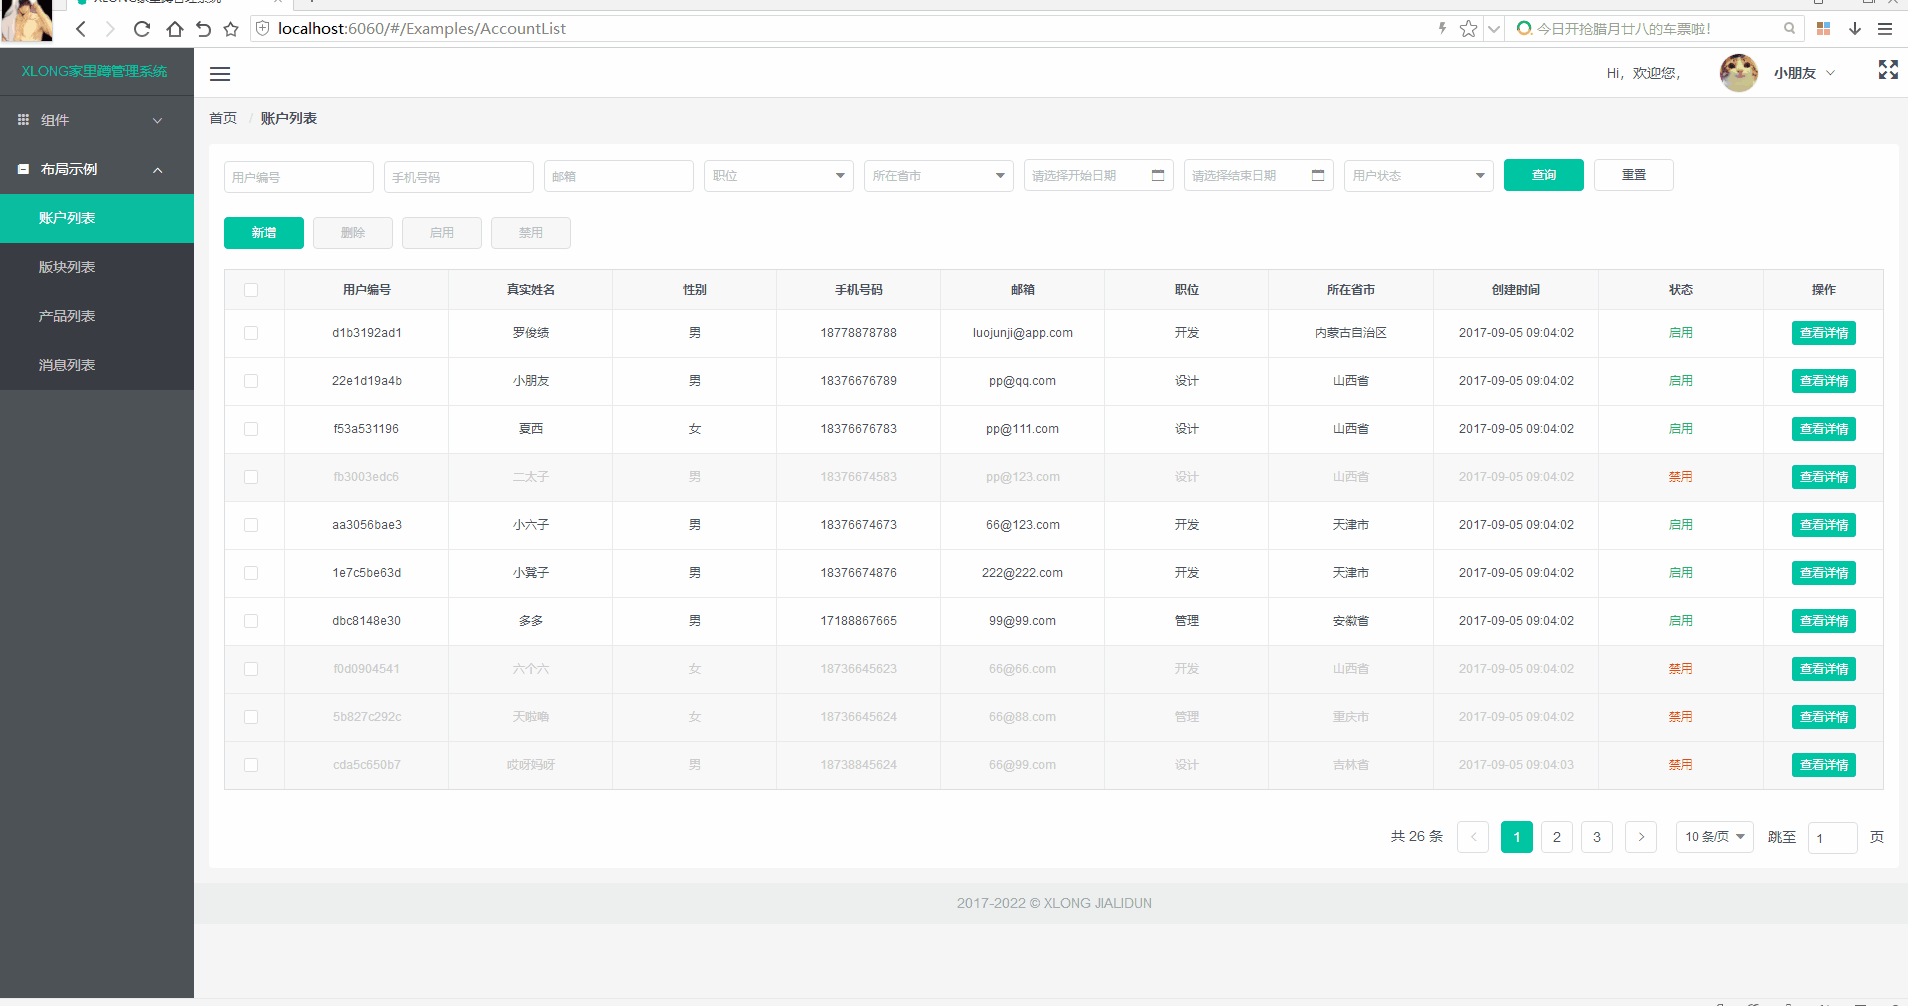 XLONG家里蹲管理系统
localhost:6060/#/Examples/AccountList
今日开抢腊月廿八的车票啦!
XLONG家里蹲管理系统
Hi，欢迎您，
小朋友
组件
布局示例
账户列表
版块列表
产品列表
消息列表
首页 / 账户列表
用户编号 手机号码 邮箱 职位 所在省市 请选择开始日期 请选择结束日期 用户状态 查询 重置
新增 删除 启用 禁用
用户编号 真实姓名 性别 手机号码 邮箱 职位 所在省市 创建时间 状态 操作
d1b3192ad1 罗俊绩 男 18778878788 luojunji@app.com 开发 内蒙古自治区 2017-09-05 09:04:02 启用 查看详情
22e1d19a4b 小朋友 男 18376676789 pp@qq.com 设计 山西省 2017-09-05 09:04:02 启用 查看详情
f53a531196 夏西 女 18376676783 pp@111.com 设计 山西省 2017-09-05 09:04:02 启用 查看详情
fb3003edc6 二太子 男 18376674583 pp@123.com 设计 山西省 2017-09-05 09:04:02 禁用 查看详情
aa3056bae3 小六子 男 18376674673 66@123.com 开发 天津市 2017-09-05 09:04:02 启用 查看详情
1e7c5be63d 小凳子 男 18376674876 222@222.com 开发 天津市 2017-09-05 09:04:02 启用 查看详情
dbc8148e30 多多 男 17188867665 99@99.com 管理 安徽省 2017-09-05 09:04:02 启用 查看详情
f0d0904541 六个六 女 18736645623 66@66.com 开发 山西省 2017-09-05 09:04:02 禁用 查看详情
5b827c292c 天啦噜 女 18736645624 66@88.com 管理 重庆市 2017-09-05 09:04:02 禁用 查看详情
cda5c650b7 哎呀妈呀 男 18738845624 66@99.com 设计 吉林省 2017-09-05 09:04:03 禁用 查看详情
共 26 条 1 2 3 10 条/页 跳至 1 页
2017-2022 © XLONG JIALIDUN